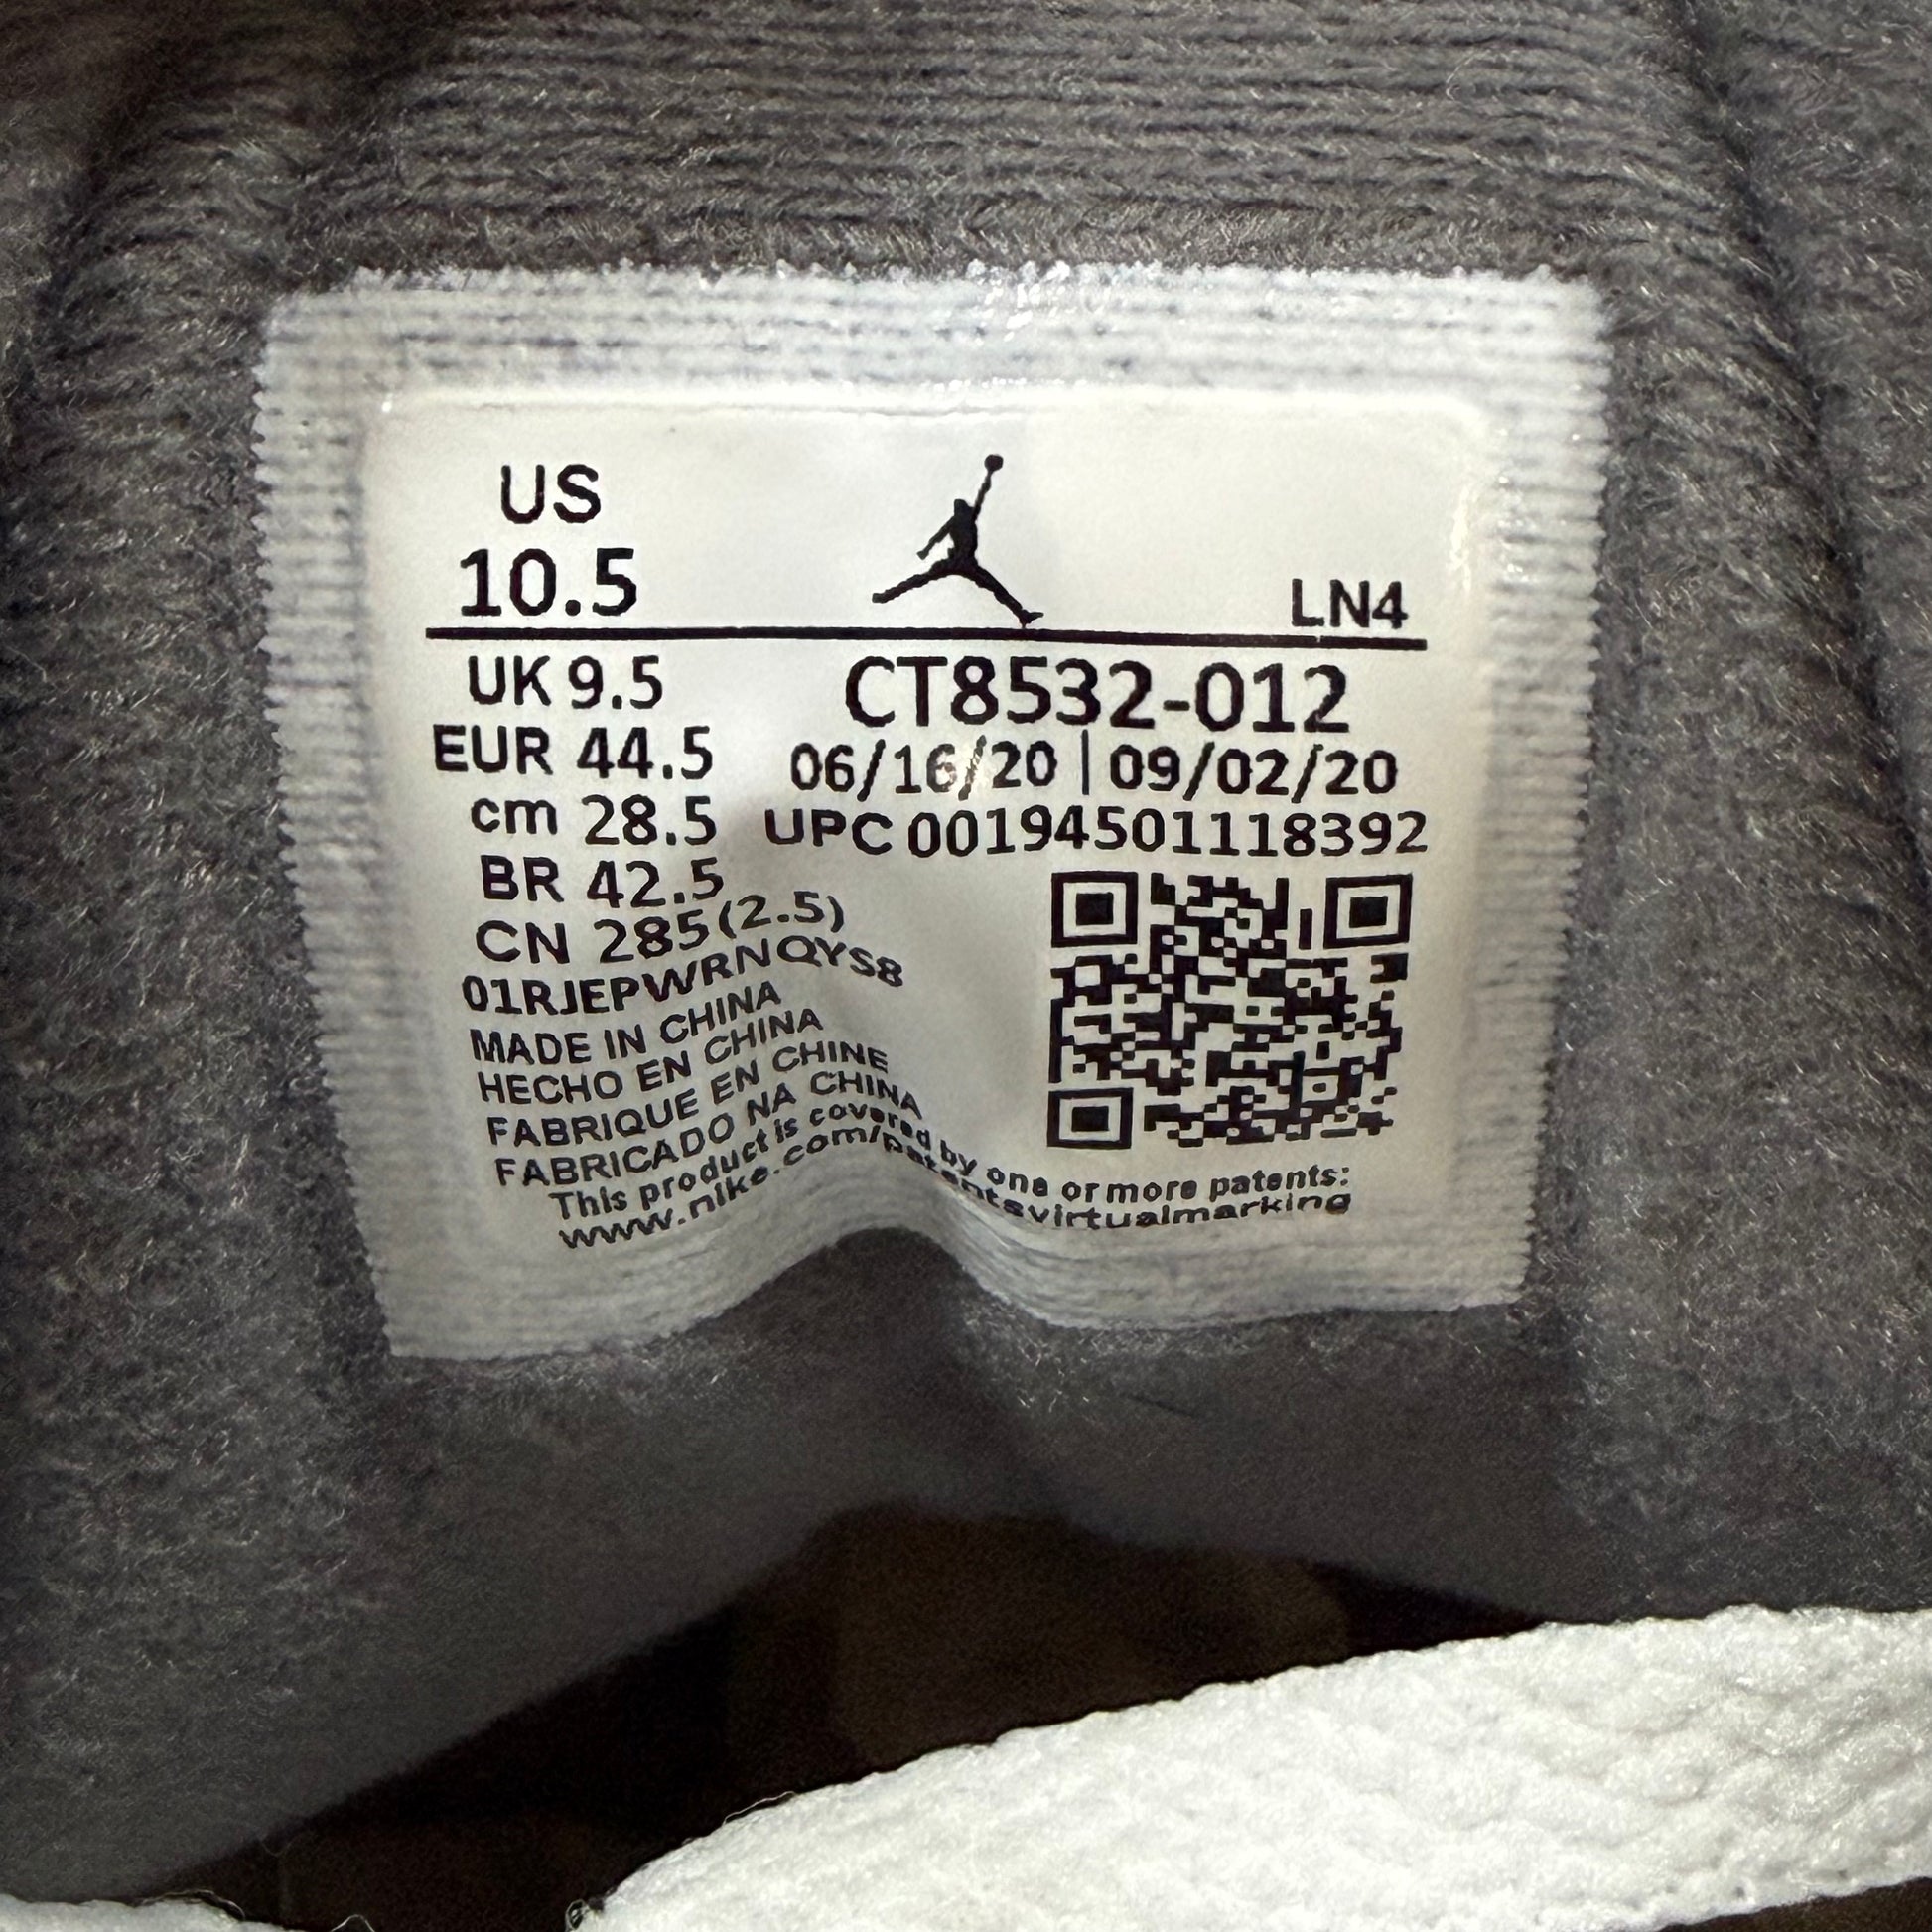 US
10.5
LN4
UK 9.5
EUR 44.5
cm 28.5
BR 42.5
CN 285(2.5)
CT8532-012
06/16/20 | 09/02/20
UPC 00194501118392
01RJEPWRNQYS8
MADE IN CHINA
HECHO EN CHINA
FABRIQUE EN CHINE
FABRICADO NA CHINA
This product is covered by one or more patents:
www.nike.com/patentsvirtualmarking